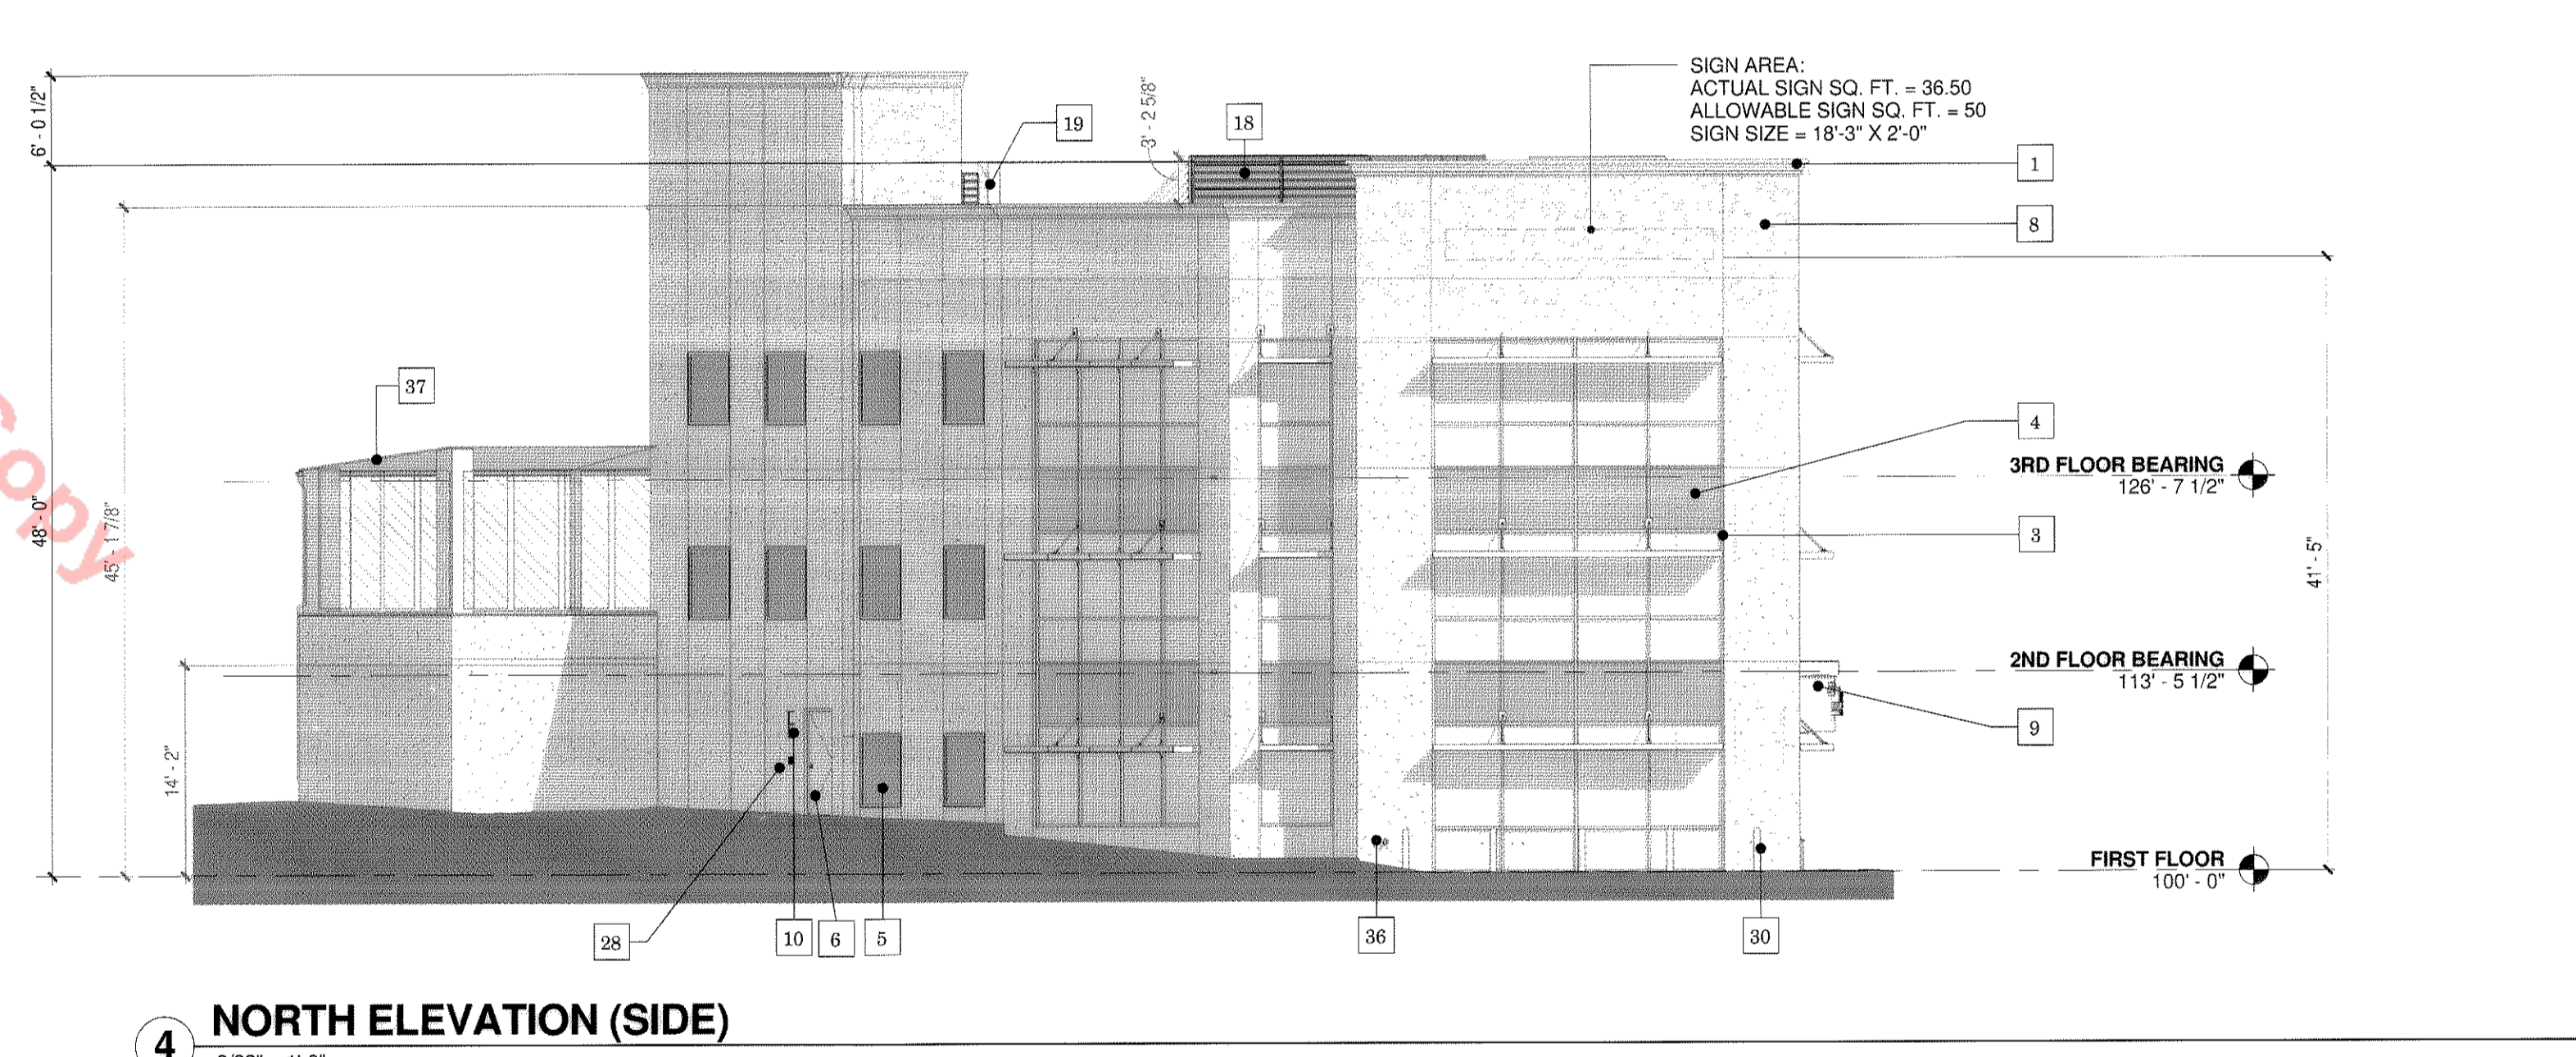 SIGN AREA:
ACTUAL SIGN SQ. FT. = 36.50
ALLOWABLE SIGN SQ. FT. = 50
SIGN SIZE = 18'-3" X 2'-0"
6' - 0 1/2"
3' - 2 5/8"
19
18
1
8
37
4
3RD FLOOR BEARING
126' - 7 1/2"
3
48' - 0"
45' - 1 7/8"
41' - 5"
Copy
2ND FLOOR BEARING
113' - 5 1/2"
9
14' - 2"
FIRST FLOOR
100' - 0"
28
10
6
5
36
30
4
NORTH ELEVATION (SIDE)